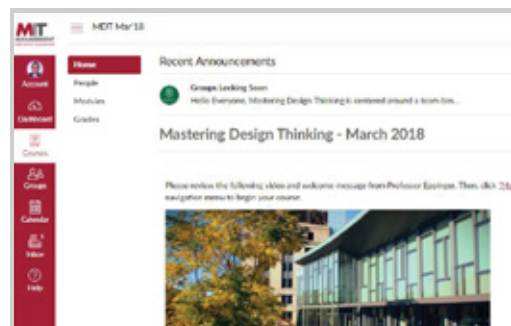 MIT
MANAGEMENT
MDT Mar'18
Account
Dashboard
Courses
Groups
Calendar
Inbox
Help
Home
People
Modules
Grades
Recent Announcements
Groups Locking Soon
Hello Everyone, Mastering Design Thinking is centered around a team-bas...
Mastering Design Thinking - March 2018
Please review the following video and welcome message from Professor Eppinger. Then, click
navigation menu to begin your course.